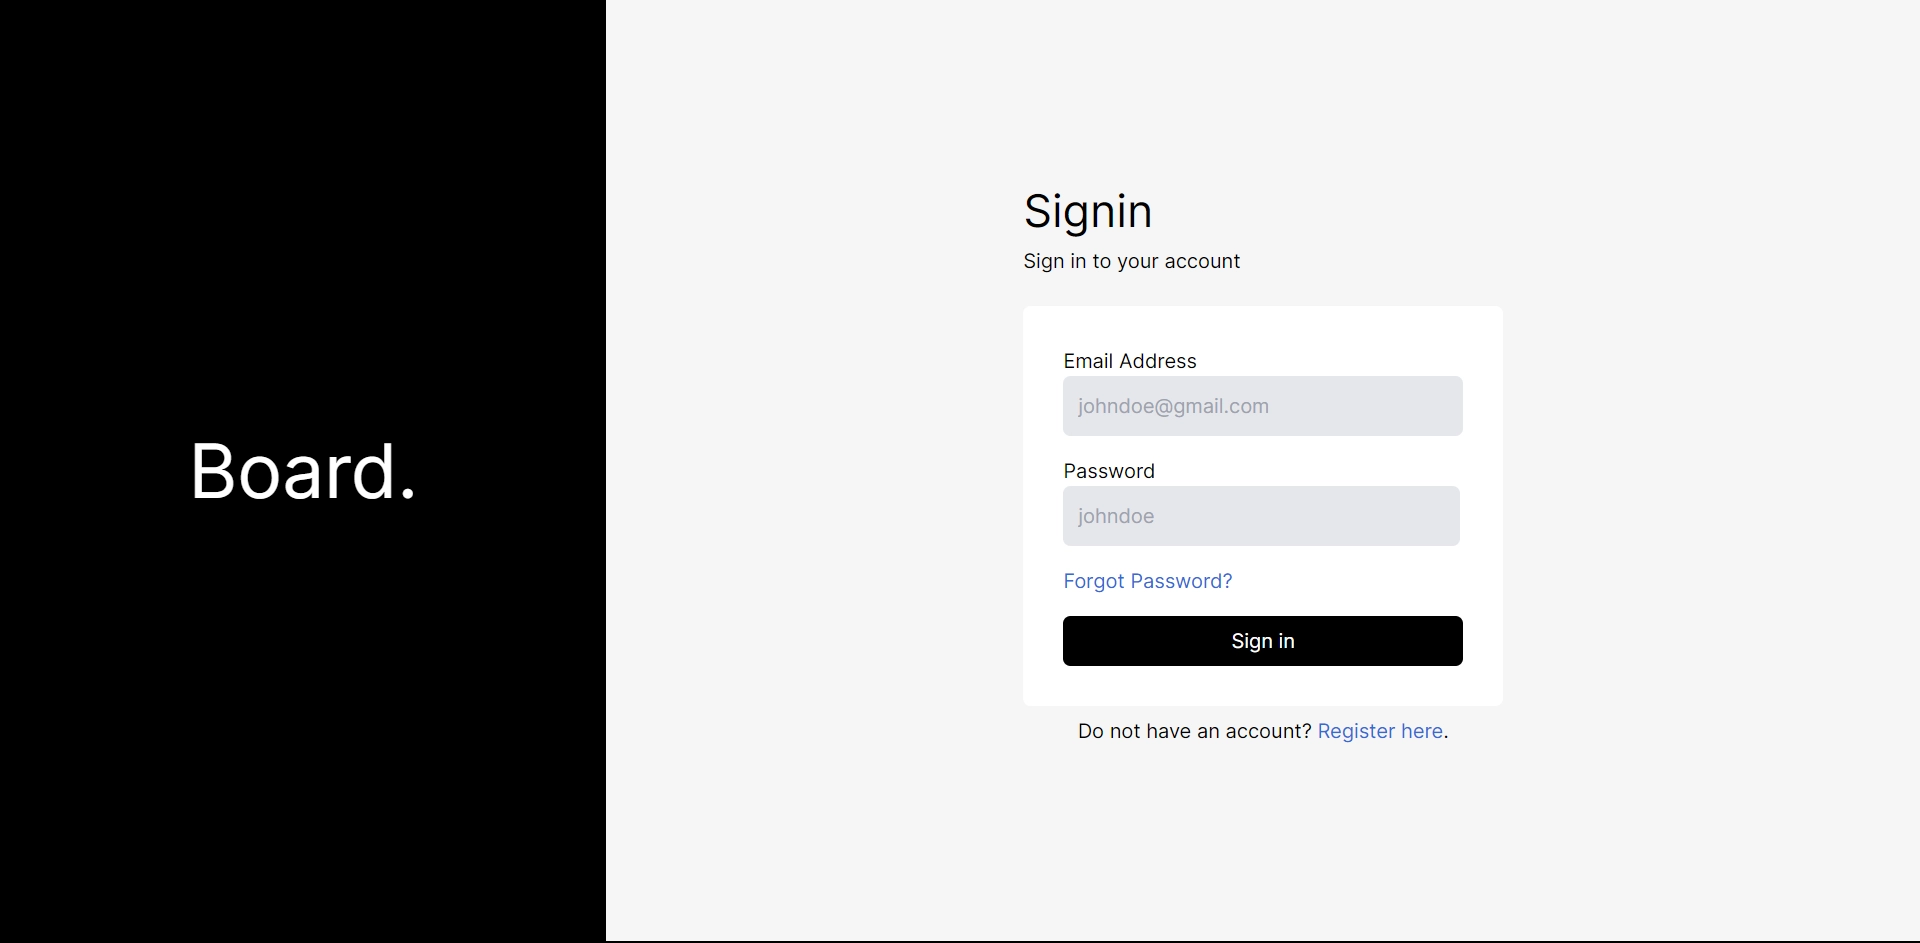 Board.
Signin
Sign in to your account
Email Address
johndoe@gmail.com
Password
johndoe
Forgot Password?
Sign in
Do not have an account? Register here.